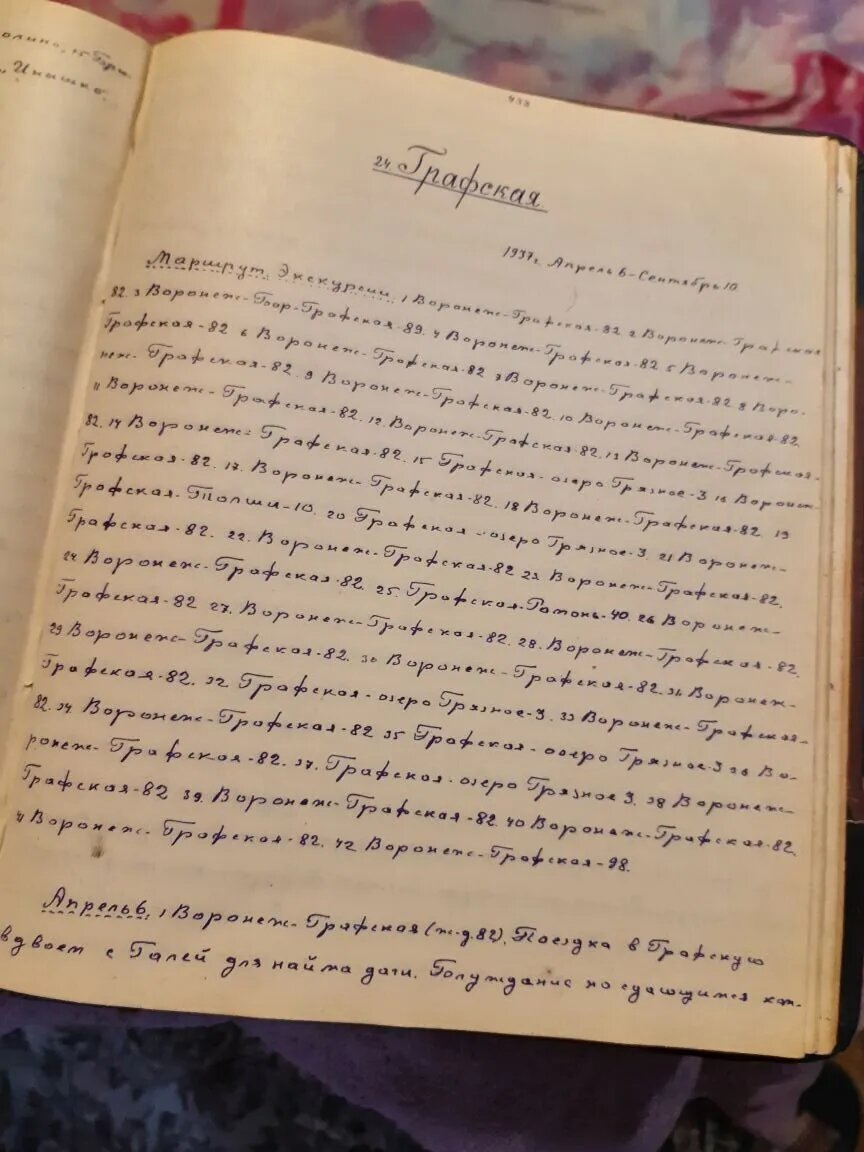 олино, 15 Гори-
, Инишко.
433
24 Графская
1937г. Апрель 6-Сентябрь 10
Маршрут. Экскурсии. 1 Воронеж-Графская-82 2 Воронеж-Графская
82. 3 Воронеж-Бор-Графская-89. 4 Воронеж-Графская-82 5 Воронеж-
Графская-82 6 Воронеж-Графская-82 7 Воронеж-Графская-82 8 Воро-
неж-Графская-82. 9 Воронеж-Графская-82. 10 Воронеж-Графская-82.
11 Воронеж-Графская-82. 12. Воронеж-Графская-82. 13 Воронеж-Графская-
82. 14 Воронеж-Графская-82. 15 Графская-озеро Грязное-3 16 Воронеж-
Графская-82. 17. Воронеж-Графская-82. 18 Воронеж-Графская-82. 19
Графская-Толши-10. 20 Графская-озеро Грязное-3. 21 Воронеж-
Графская-82. 22. Воронеж-Графская-82 23 Воронеж-Графская-82.
24 Воронеж-Графская-82. 25. Графская-Рамонь-40. 26 Воронеж-
Графская-82 27. Воронеж-Графская-82. 28. Воронеж-Графская-82.
29 Воронеж-Графская-82. 30 Воронеж-Графская-82. 31 Воронеж-
Графская-82. 32. Графская-озеро Грязное-3. 33 Воронеж-Графская-
82. 34. Воронеж-Графская-82 35 Графская-озеро Грязное-3 36 Во-
ронеж-Графская-82. 37. Графская-озеро Грязное 3. 38 Воронеж-
Графская-82 39. Воронеж-Графская-82. 40 Воронеж-Графская-82.
41 Воронеж-Графская-82. 42 Воронеж-Графская-98.
Апрель 6. 1 Воронеж-Графская (ж-д. 82). Поездка в Графскую
вдвоем с Галей для найма дачи. Блуждание по сдающимся ком-